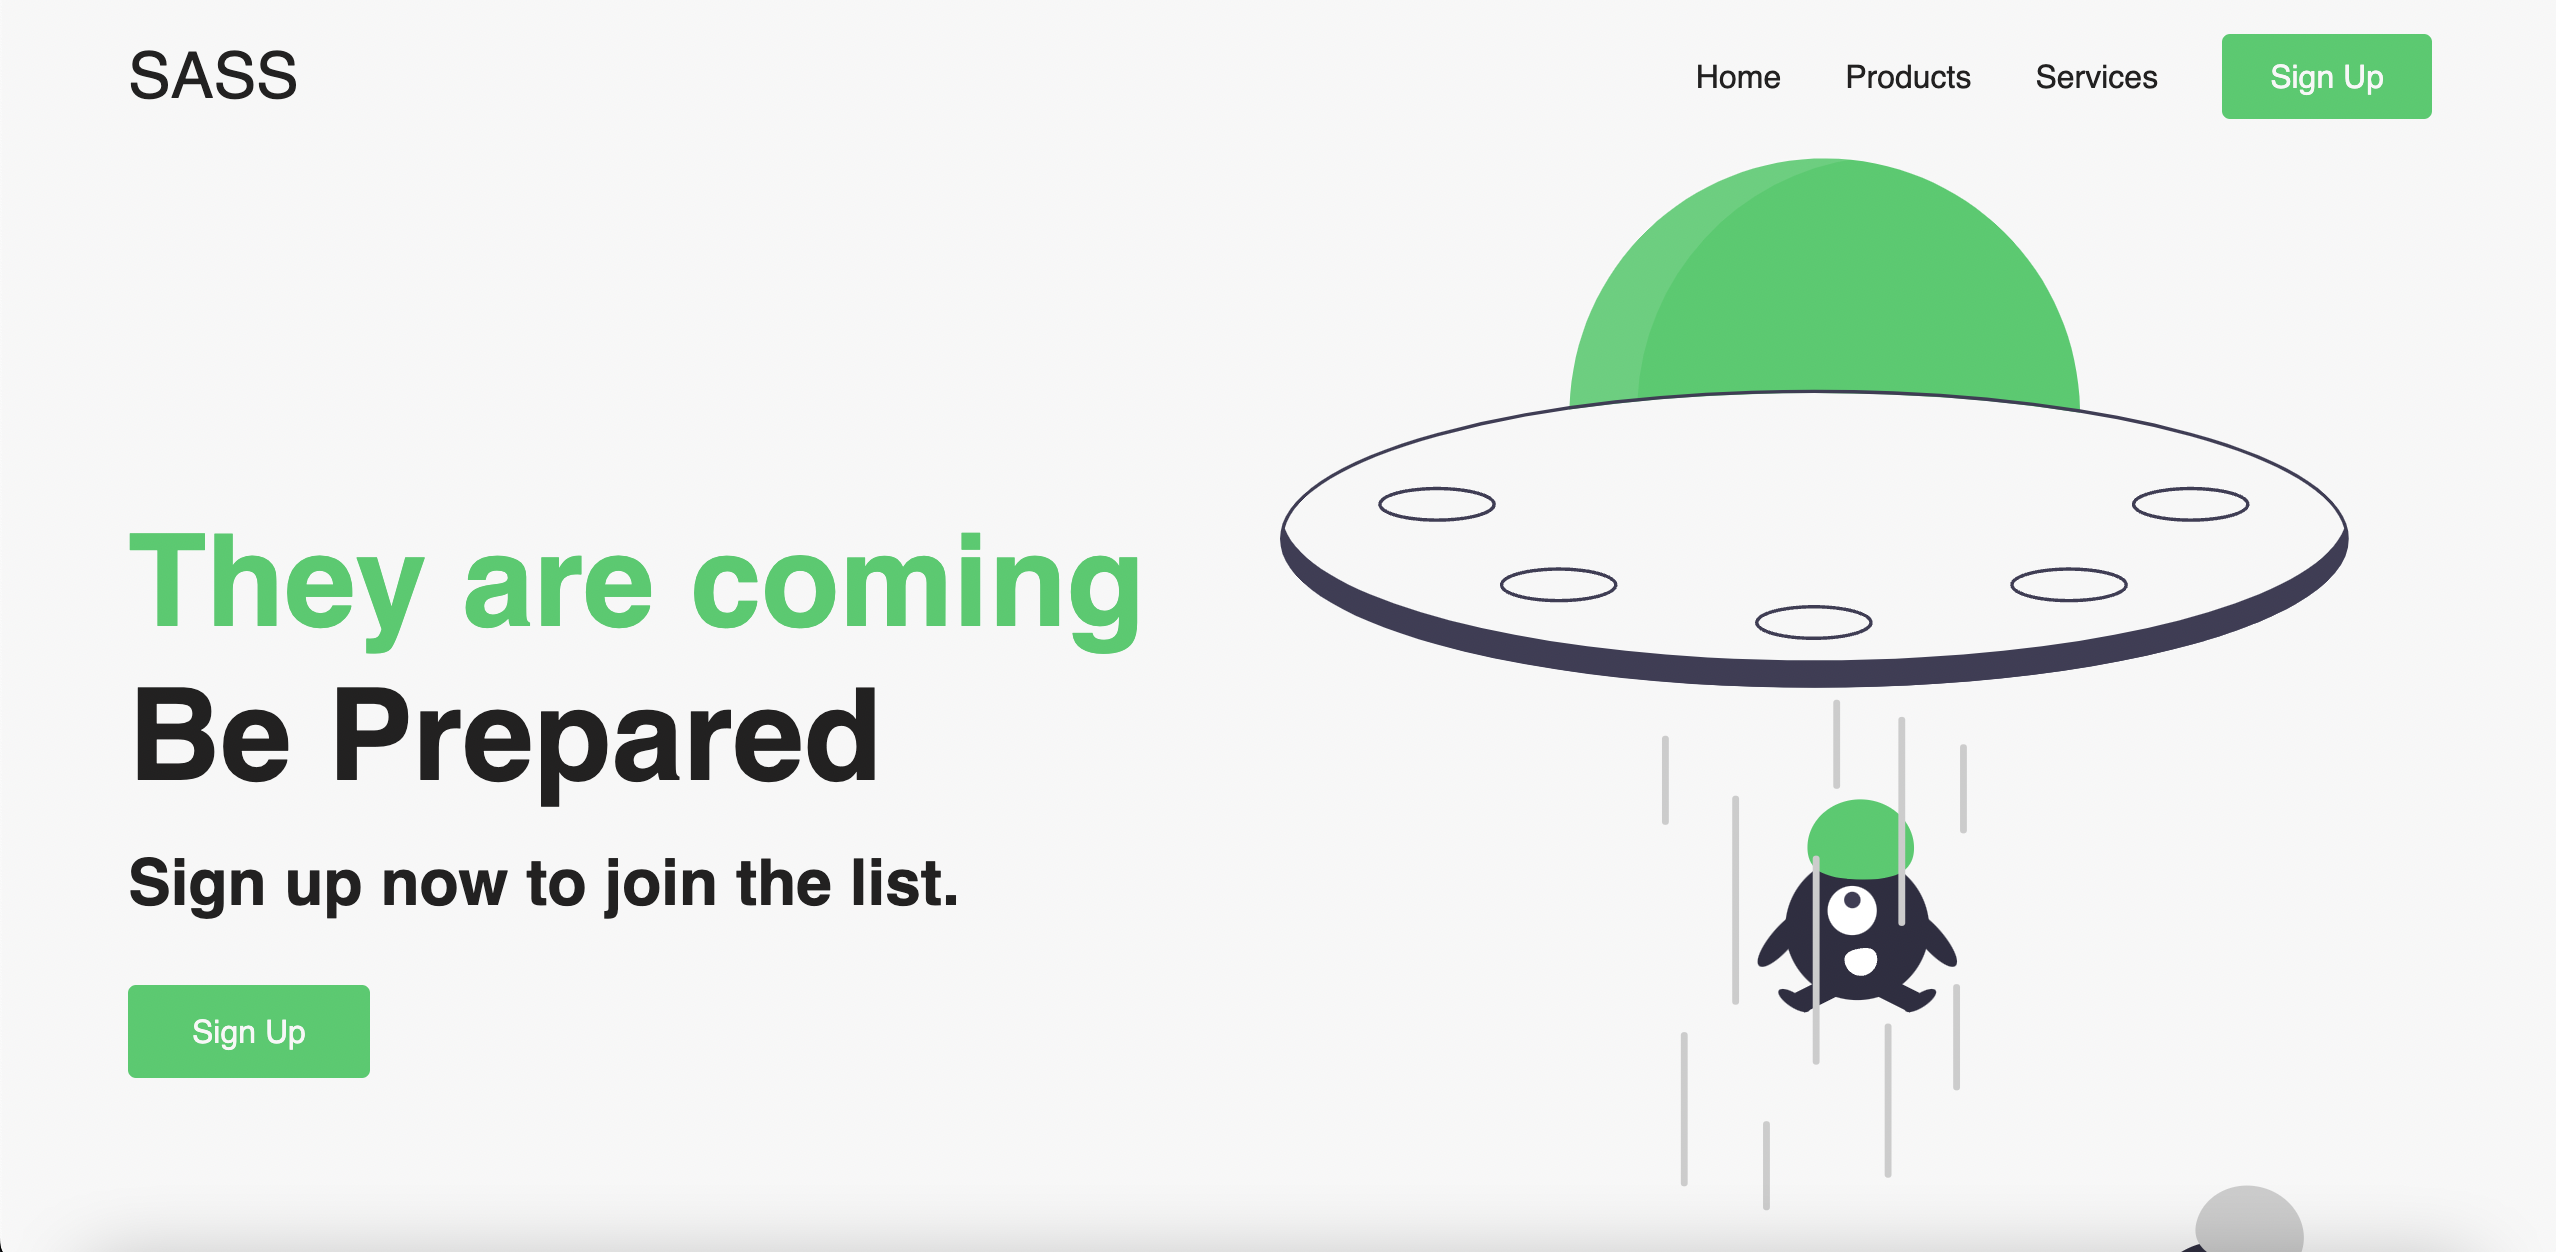 SASS
Home Products Services Sign Up
They are coming
Be Prepared
Sign up now to join the list.
Sign Up